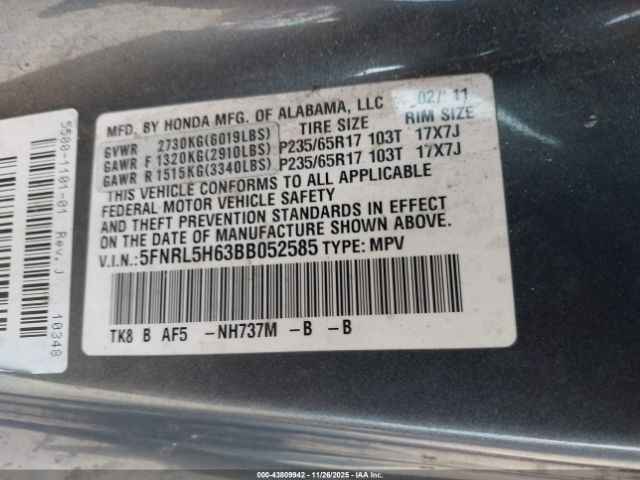 MFD. BY HONDA MFG. OF ALABAMA, LLC 02/'11
TIRE SIZE RIM SIZE
GVWR 2730KG(6019LBS)
GAWR F 1320KG(2910LBS) P235/65R17 103T 17X7J
GAWR R 1515KG(3340LBS) P235/65R17 103T 17X7J
THIS VEHICLE CONFORMS TO ALL APPLICABLE
FEDERAL MOTOR VEHICLE SAFETY
AND THEFT PREVENTION STANDARDS IN EFFECT
ON THE DATE OF MANUFACTURE SHOWN ABOVE.
V.I.N.:5FNRL5H63BB052585 TYPE: MPV
TK8 B AF5 -NH737M -B -B
5500-1101-01 Rev. J 10348
000-43809942 - 11/26/2025 - IAA Inc.